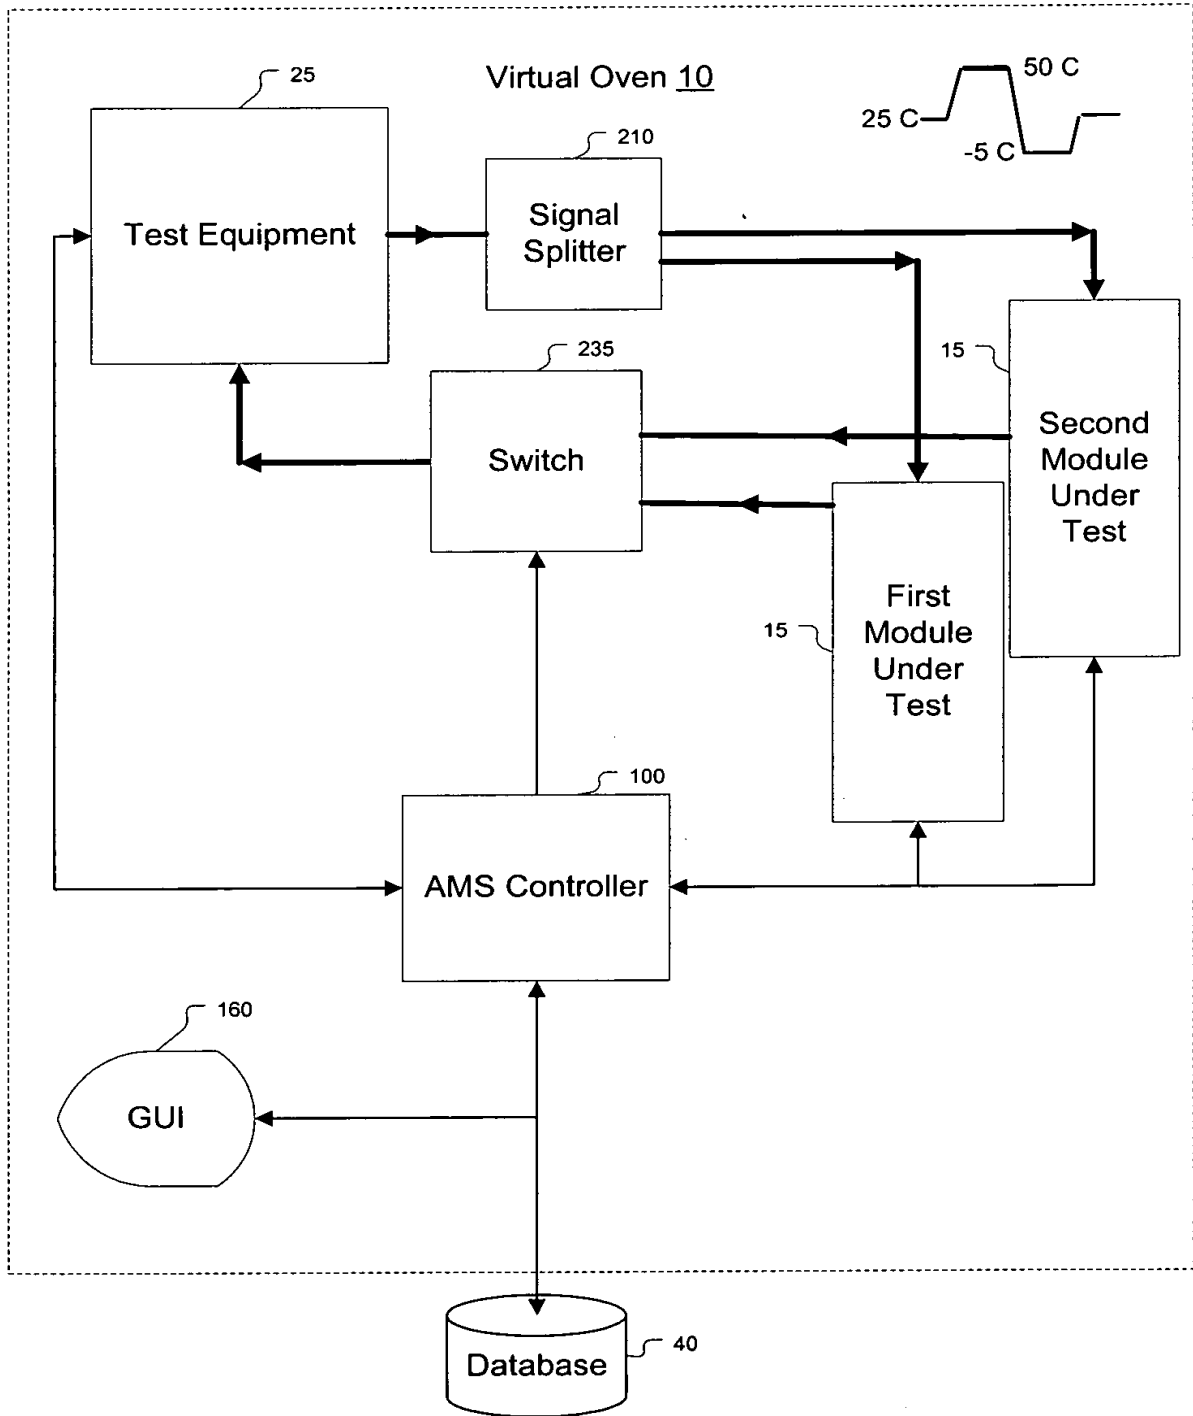 Virtual Oven 10
25
50 C
25 C
-5 C
210
Test Equipment
Signal
Splitter
235
15
Switch
Second
Module
Under
Test
First
Module
Under
Test
15
100
AMS Controller
160
GUI
Database
40